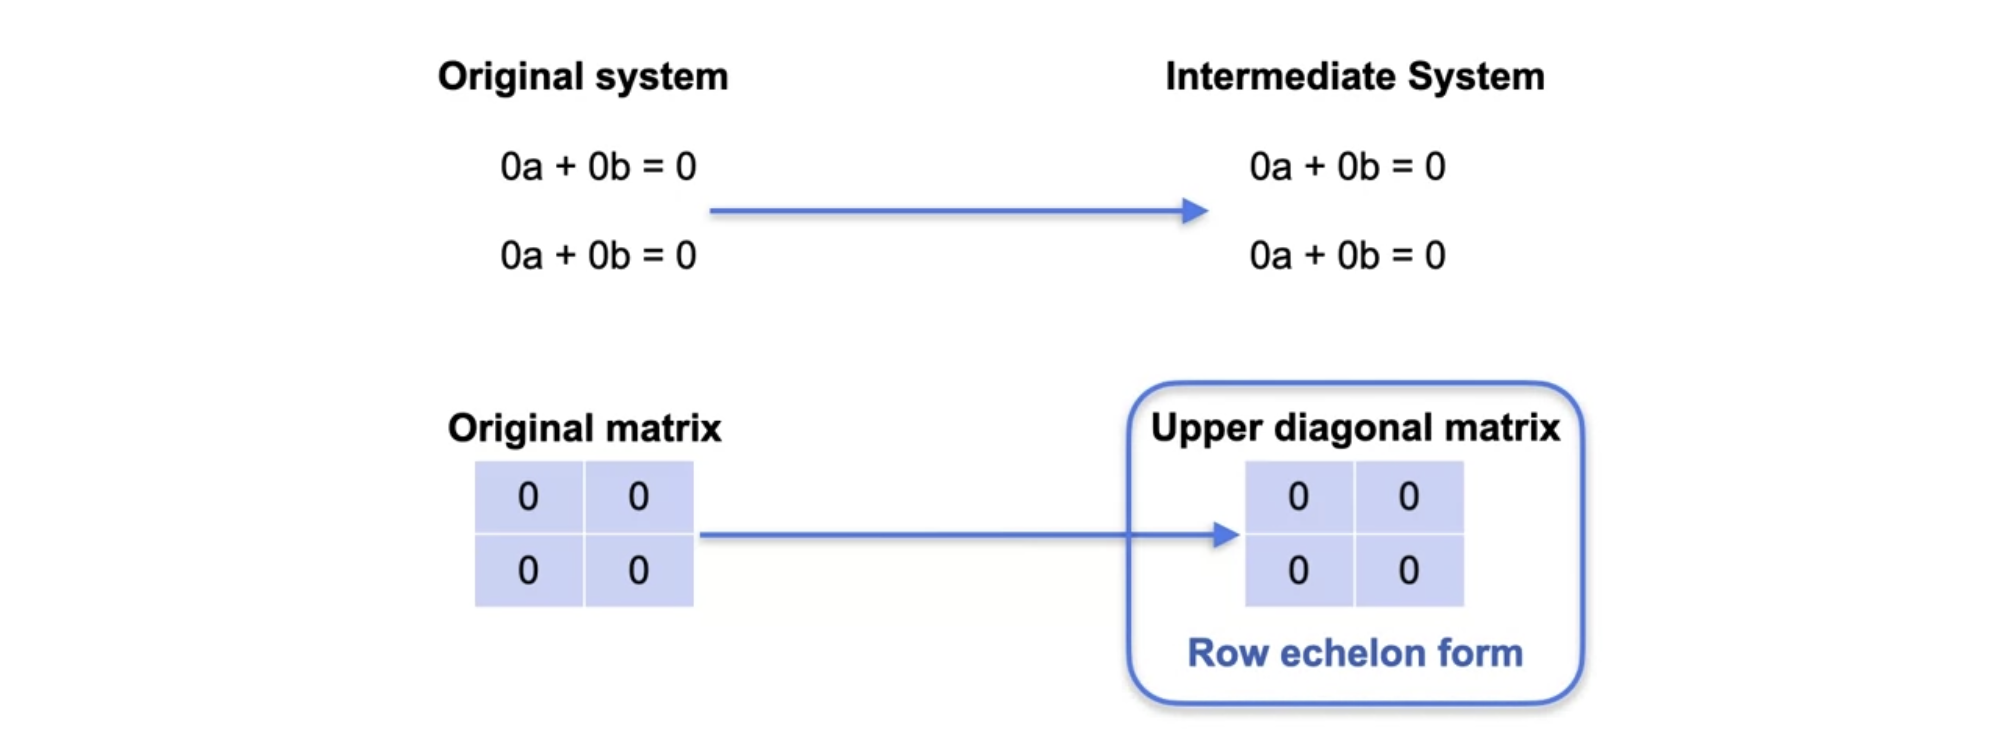 Original system
Intermediate System
0a + 0b = 0
0a + 0b = 0
0a + 0b = 0
0a + 0b = 0
Original matrix
Upper diagonal matrix
0 0
0 0
0 0
0 0
Row echelon form